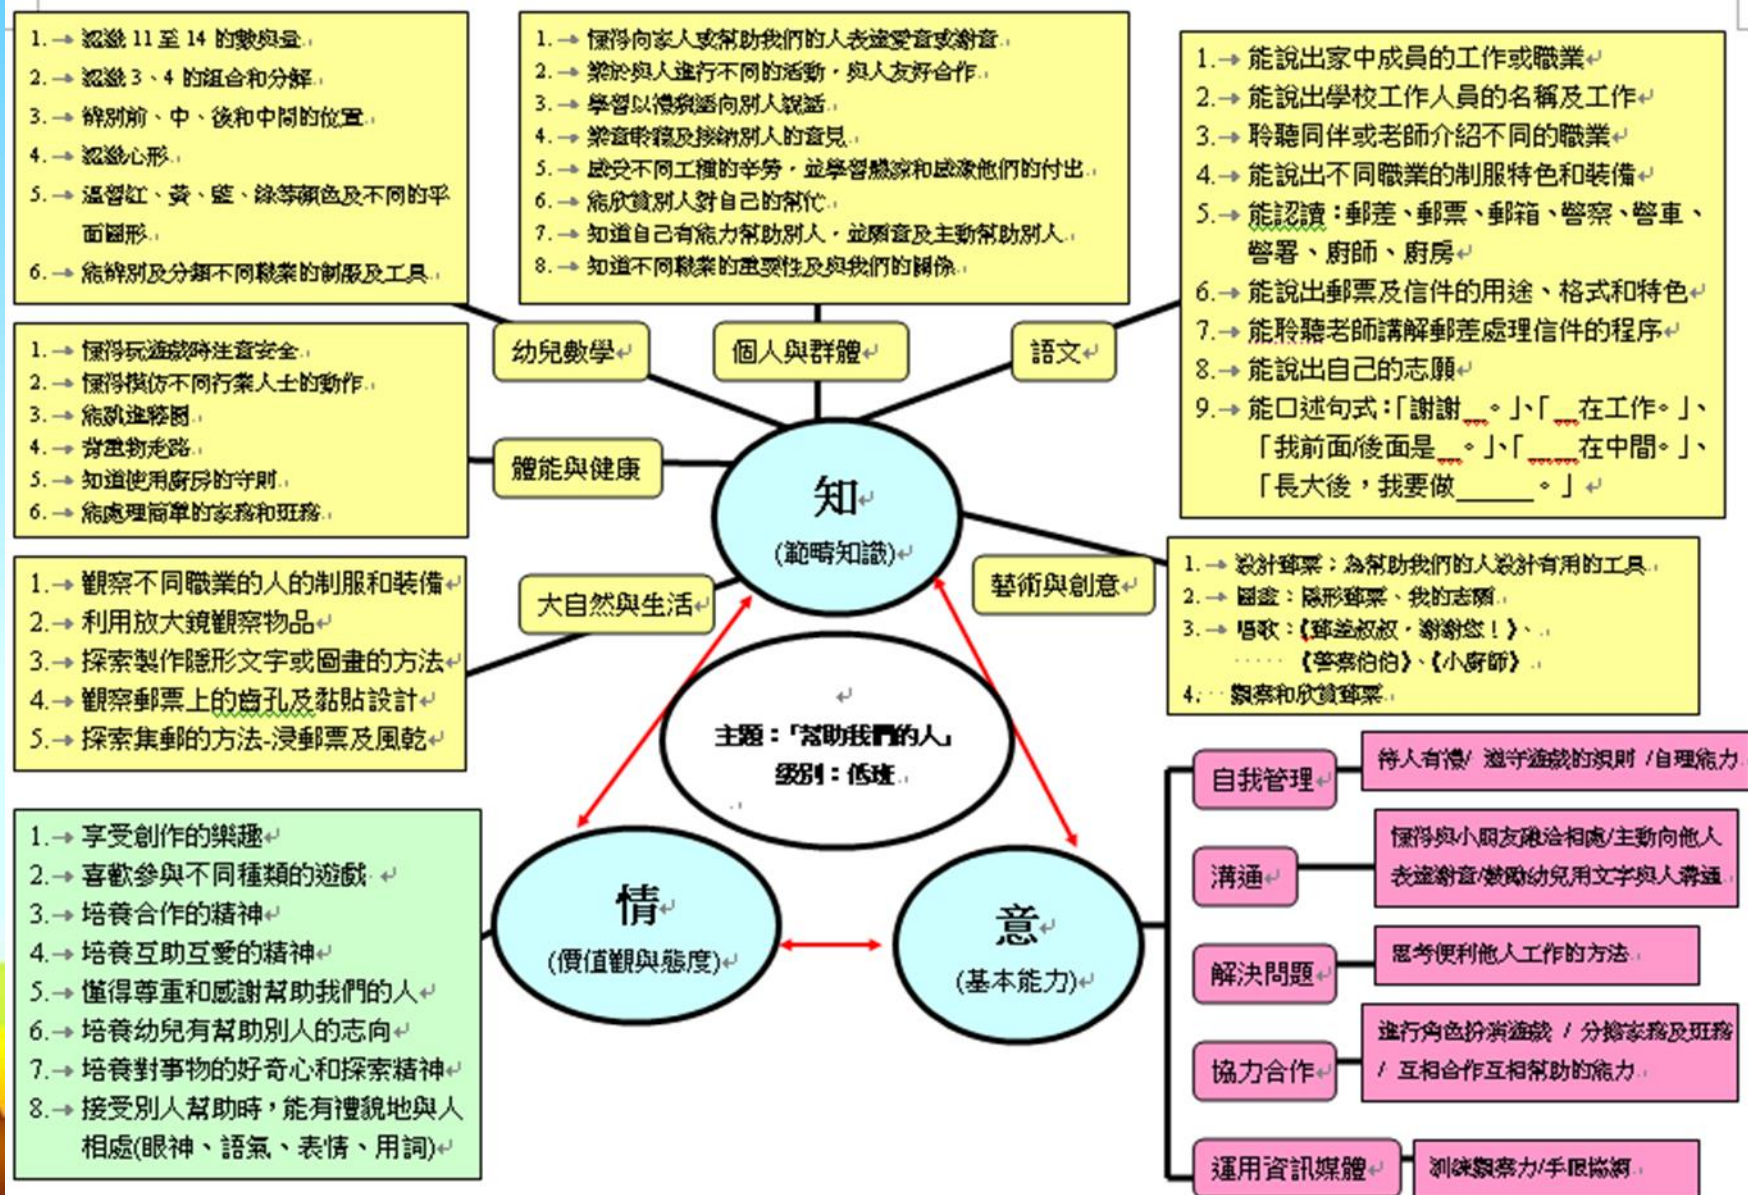 1. 認識 11 至 14 的數與量
2. 認識 3、4 的組合和分解
3. 辨別前、中、後和中間的位置
4. 認識心形
5. 溫習紅、黃、藍、綠等顏色及不同的平
面圖形
6. 能辨別及分類不同職業的制服及工具
1. 懂得向家人或幫助我們的人表達愛意或謝意
2. 樂於與人進行不同的活動，與人友好合作
3. 學習以禮貌語向別人說話
4. 樂意聆聽及接納別人的意見
5. 感受不同工種的辛勞，並學習體諒和感激他們的付出
6. 能欣賞別人對自己的幫忙
7. 知道自己有能力幫助別人，並願意及主動幫助別人
8. 知道不同職業的重要性及與我們的關係
1. 能說出家中成員的工作或職業
2. 能說出學校工作人員的名稱及工作
3. 聆聽同伴或老師介紹不同的職業
4. 能說出不同職業的制服特色和裝備
5. 能認讀：郵差、郵票、郵箱、警察、警車、
警署、廚師、廚房
6. 能說出郵票及信件的用途、格式和特色
7. 能聆聽老師講解郵差處理信件的程序
8. 能說出自己的志願
9. 能口述句式：「謝謝__。」、「__在工作。」、
「我前面/後面是__。」、「____在中間。」、
「長大後，我要做______。」
幼兒數學
個人與群體
語文
1. 懂得玩遊戲時注意安全
2. 懂得模仿不同行業人士的動作
3. 能跳進膠圈
4. 背重物走路
5. 知道使用廚房的守則
6. 能處理簡單的家務和班務
體能與健康
知
(範疇知識)
1. 觀察不同職業的人的制服和裝備
2. 利用放大鏡觀察物品
3. 探索製作隱形文字或圖畫的方法
4. 觀察郵票上的齒孔及黏貼設計
5. 探索集郵的方法-浸郵票及風乾
大自然與生活
藝術與創意
1. 設計郵票；為幫助我們的人設計有用的工具
2. 圖畫：隱形郵票、我的志願
3. 唱歌：《郵差叔叔，謝謝您！》、
《警察伯伯》、《小廚師》
4. 觀察和欣賞郵票
主題：「幫助我們的人」
級別：低班
1. 享受創作的樂趣
2. 喜歡參與不同種類的遊戲
3. 培養合作的精神
4. 培養互助互愛的精神
5. 懂得尊重和感謝幫助我們的人
6. 培養幼兒有幫助別人的志向
7. 培養對事物的好奇心和探索精神
8. 接受別人幫助時，能有禮貌地與人
相處(眼神、語氣、表情、用詞)
情
(價值觀與態度)
意
(基本能力)
自我管理
待人有禮/ 遵守遊戲的規則 /自理能力
溝通
懂得與小朋友融洽相處/主動向他人
表達謝意/鼓勵幼兒用文字與人溝通
解決問題
思考便利他人工作的方法
協力合作
進行角色扮演遊戲 / 分擔家務及班務
/ 互相合作互相幫助的能力
運用資訊媒體
訓練觀察力/手眼協調